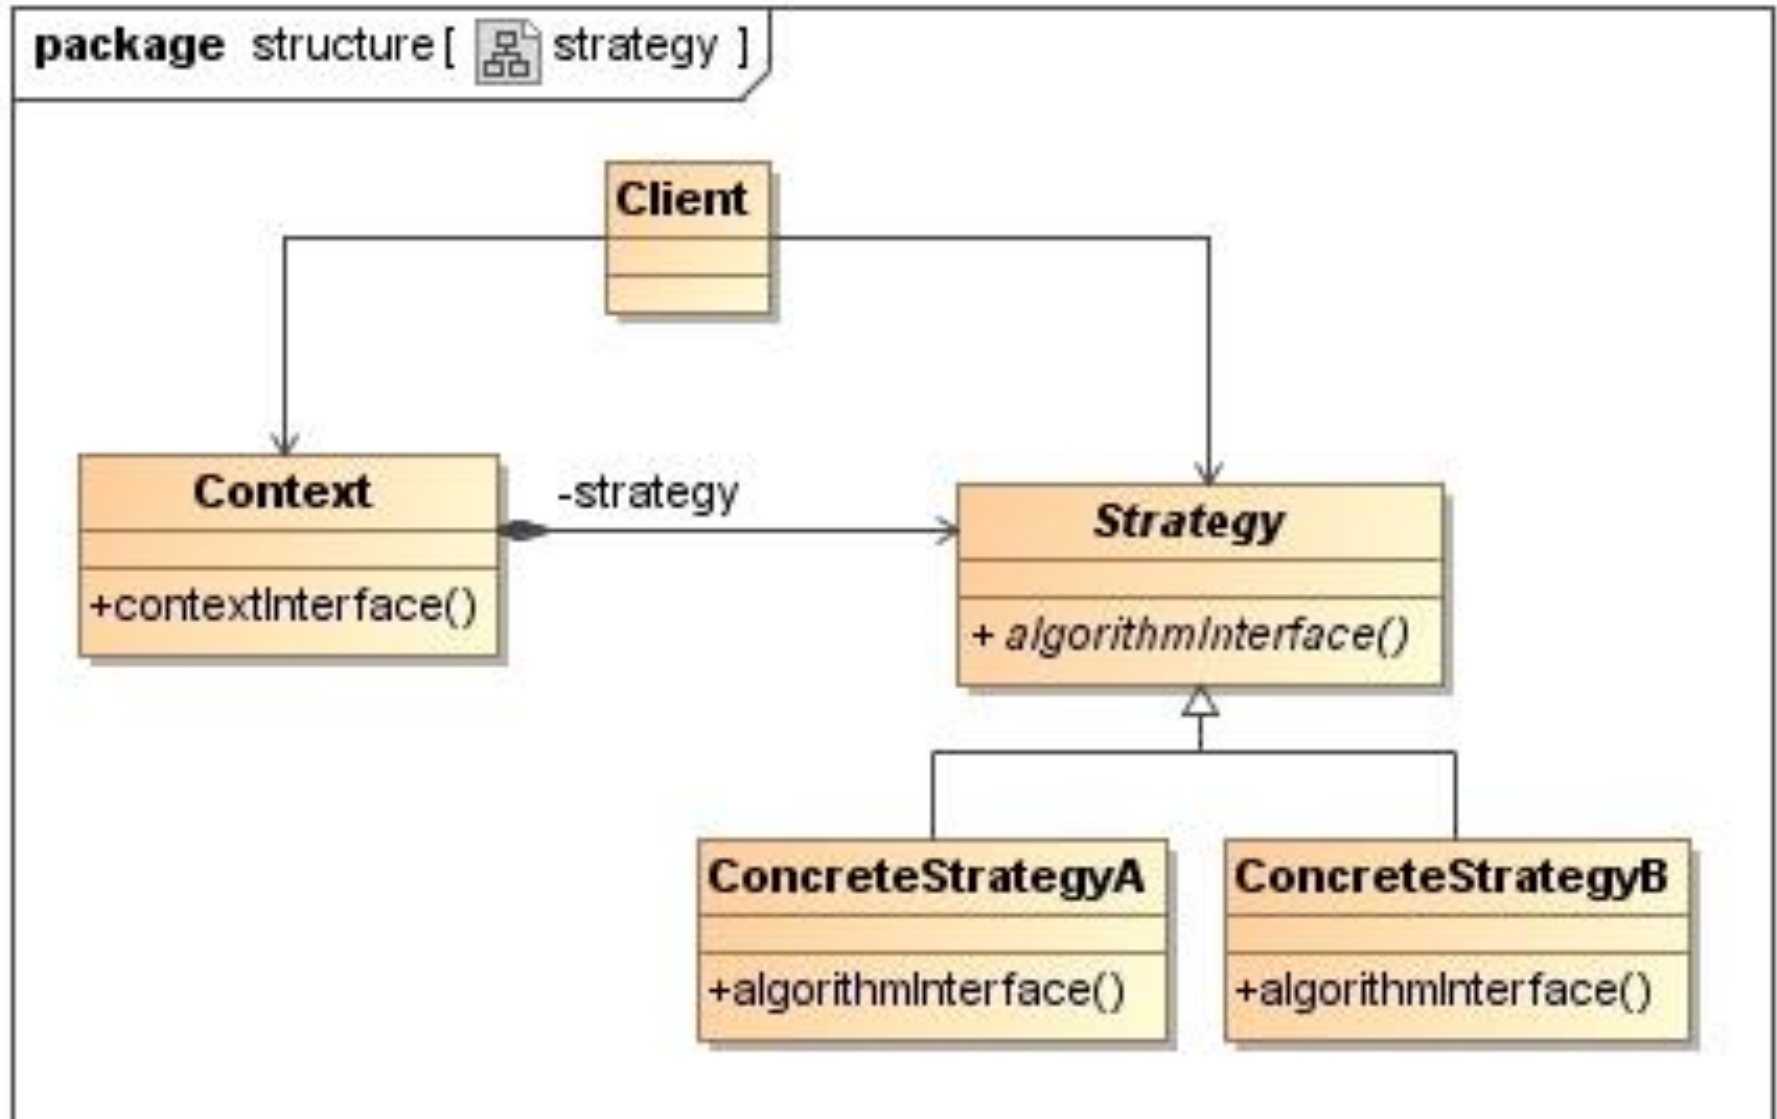 package structure[ strategy ]
Client
Context
-strategy
Strategy
+contextInterface()
+ algorithmInterface()
ConcreteStrategyA
ConcreteStrategyB
+algorithmInterface()
+algorithmInterface()